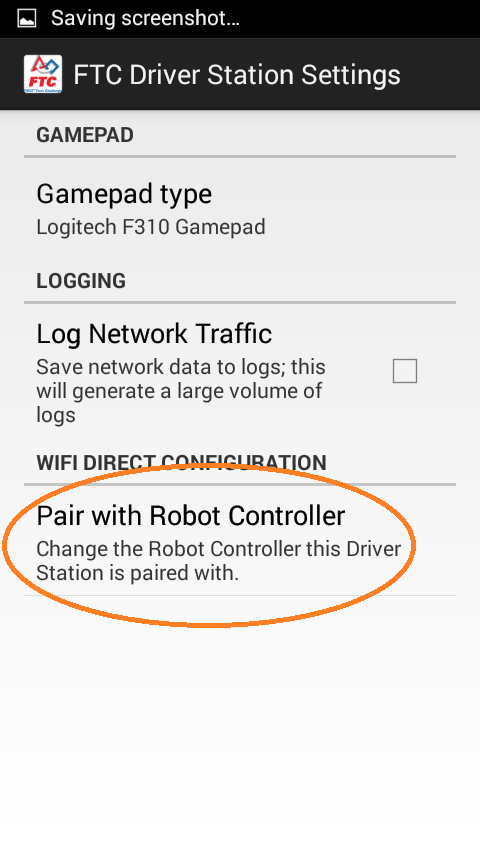 Saving screenshot...
FTC
FTC Driver Station Settings
GAMEPAD
Gamepad type
Logitech F310 Gamepad
LOGGING
Log Network Traffic
Save network data to logs; this
will generate a large volume of
logs
WIFI DIRECT CONFIGURATION
Pair with Robot Controller
Change the Robot Controller this Driver
Station is paired with.